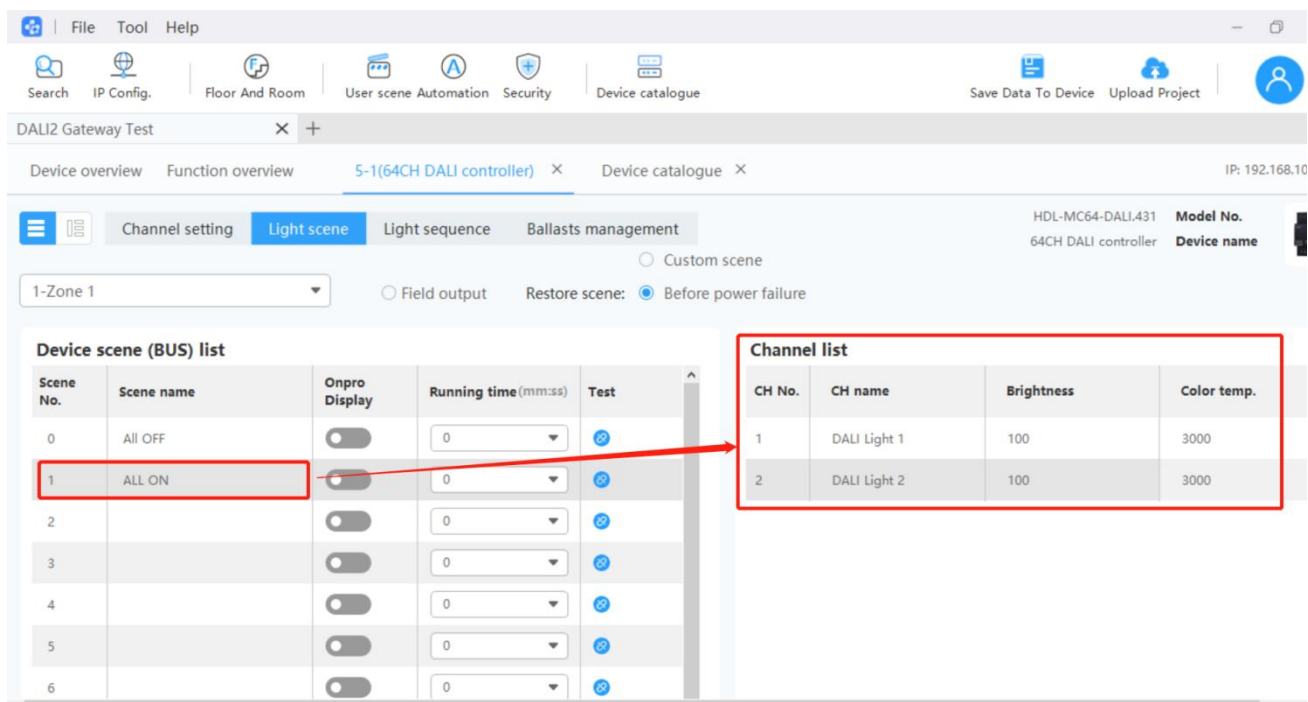 File Tool Help
Search IP Config. Floor And Room User scene Automation Security Device catalogue Save Data To Device Upload Project
DALI2 Gateway Test
Device overview Function overview 5-1(64CH DALI controller) Device catalogue IP: 192.168.10
Channel setting Light scene Light sequence Ballasts management HDL-MC64-DALI.431 Model No.
64CH DALI controller Device name
Custom scene
1-Zone 1 Field output Restore scene: Before power failure
Device scene (BUS) list
Scene No. Scene name Onpro Display Running time(mm:ss) Test
0 All OFF 0
1 ALL ON 0
2 0
3 0
4 0
5 0
6 0
Channel list
CH No. CH name Brightness Color temp.
1 DALI Light 1 100 3000
2 DALI Light 2 100 3000